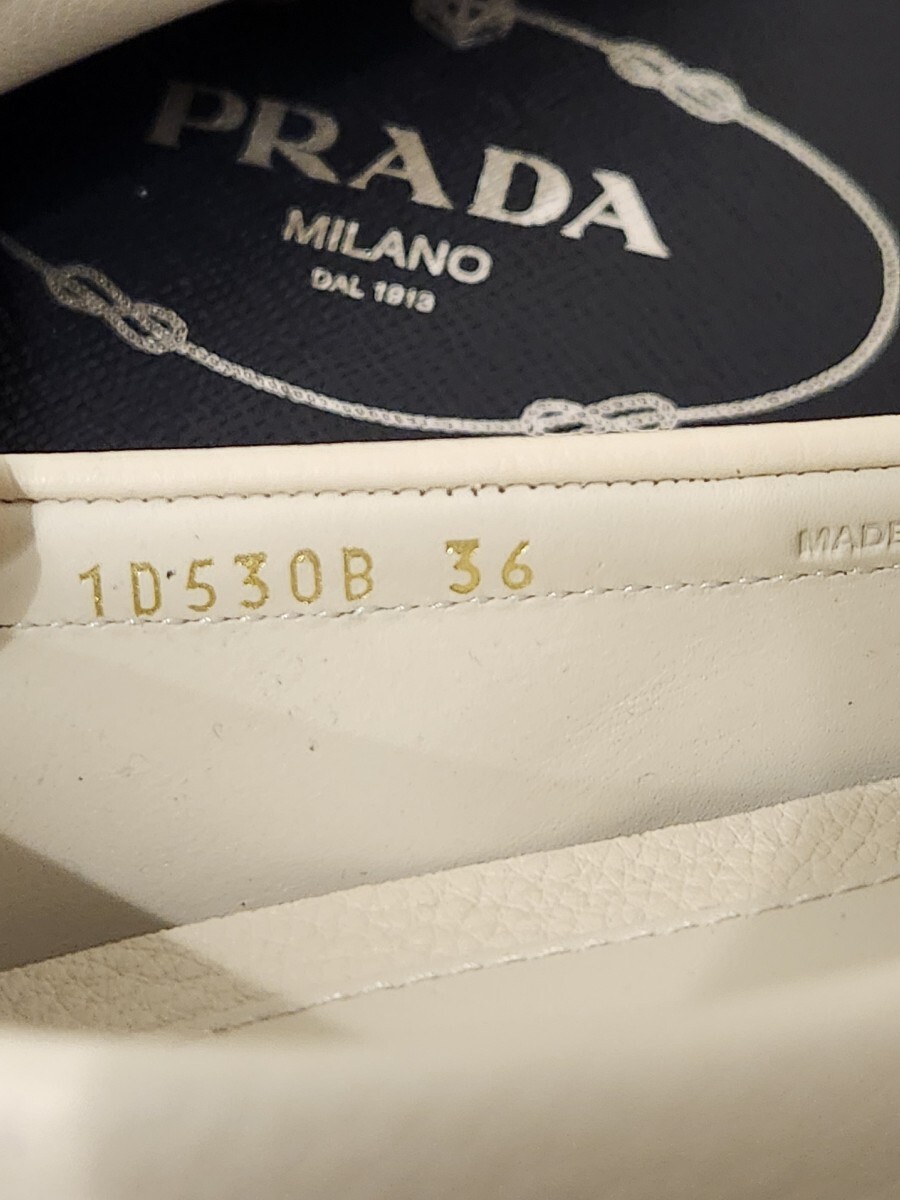 PRADA
MILANO
DAL 1913
1D530B 36
MADE